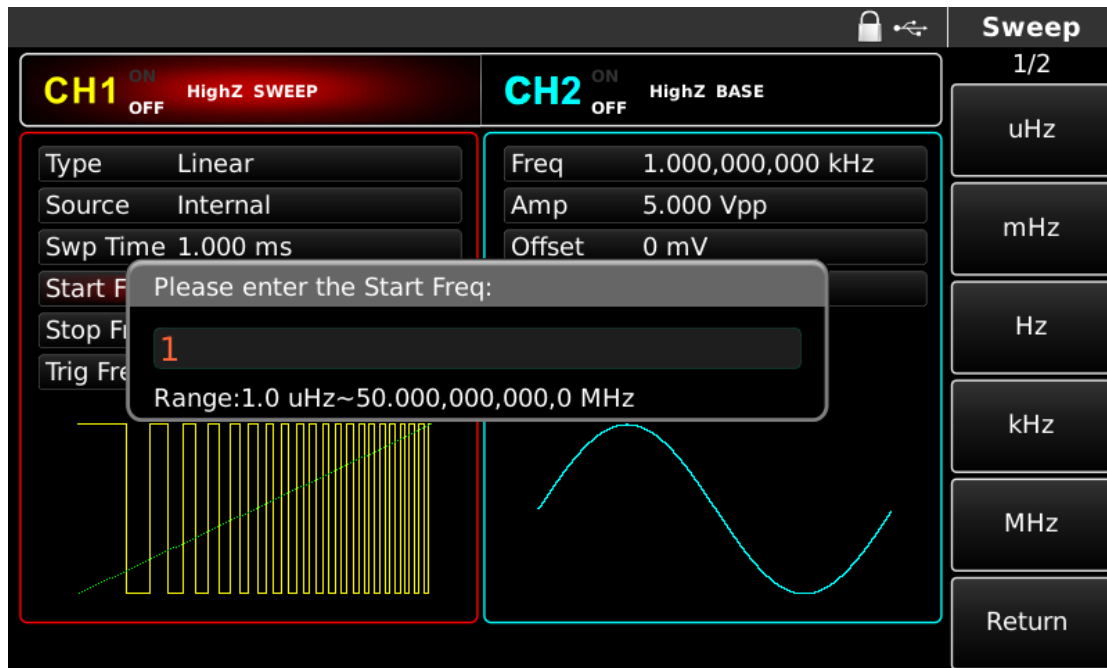 Sweep
1/2
CH1 ON OFF HighZ SWEEP
CH2 ON OFF HighZ BASE
Type Linear
Source Internal
Swp Time 1.000 ms
Start F
Stop Fr
Trig Fre
Freq 1.000,000,000 kHz
Amp 5.000 Vpp
Offset 0 mV
Please enter the Start Freq:
1
Range:1.0 uHz~50.000,000,000,0 MHz
uHz
mHz
Hz
kHz
MHz
Return